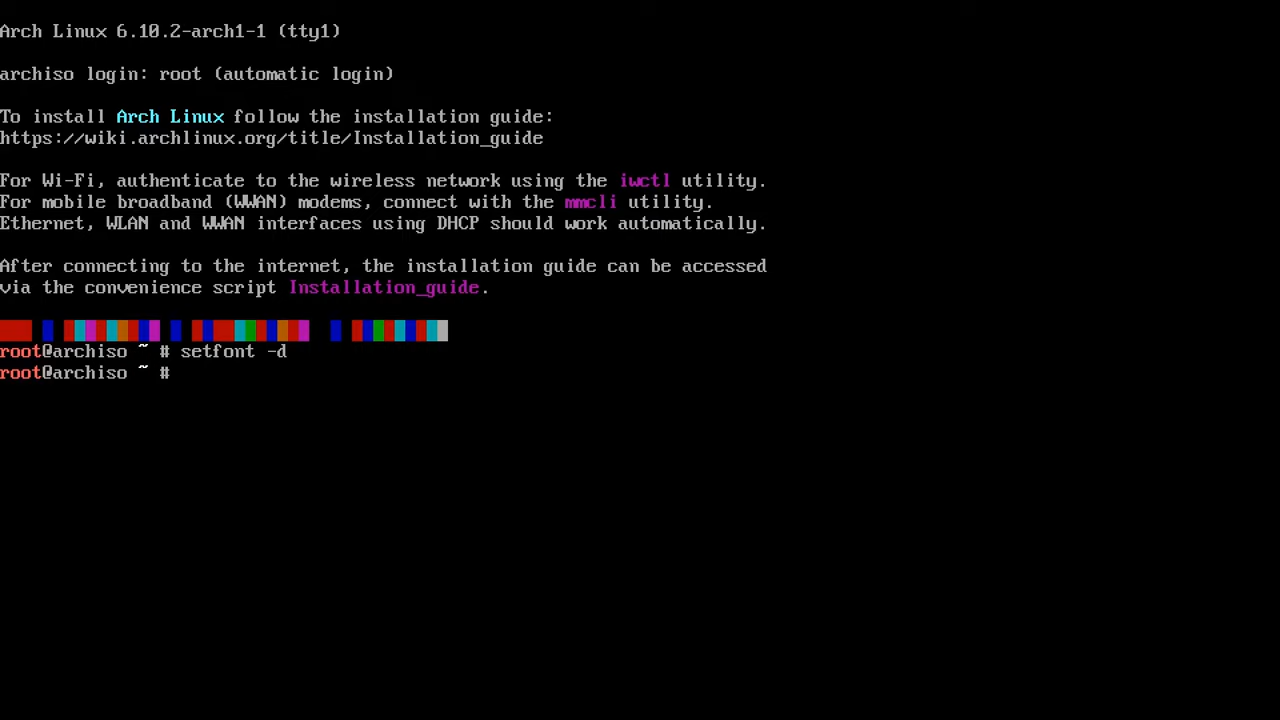 Arch Linux 6.10.2-arch1-1 (tty1)
archiso login: root (automatic login)
To install Arch Linux follow the installation guide:
https://wiki.archlinux.org/title/Installation_guide
For Wi-Fi, authenticate to the wireless network using the iwctl utility.
For mobile broadband (WWAN) modems, connect with the mmcli utility.
Ethernet, WLAN and WWAN interfaces using DHCP should work automatically.
After connecting to the internet, the installation guide can be accessed
via the convenience script Installation_guide.
root@archiso ~ # setfont -d
root@archiso ~ #